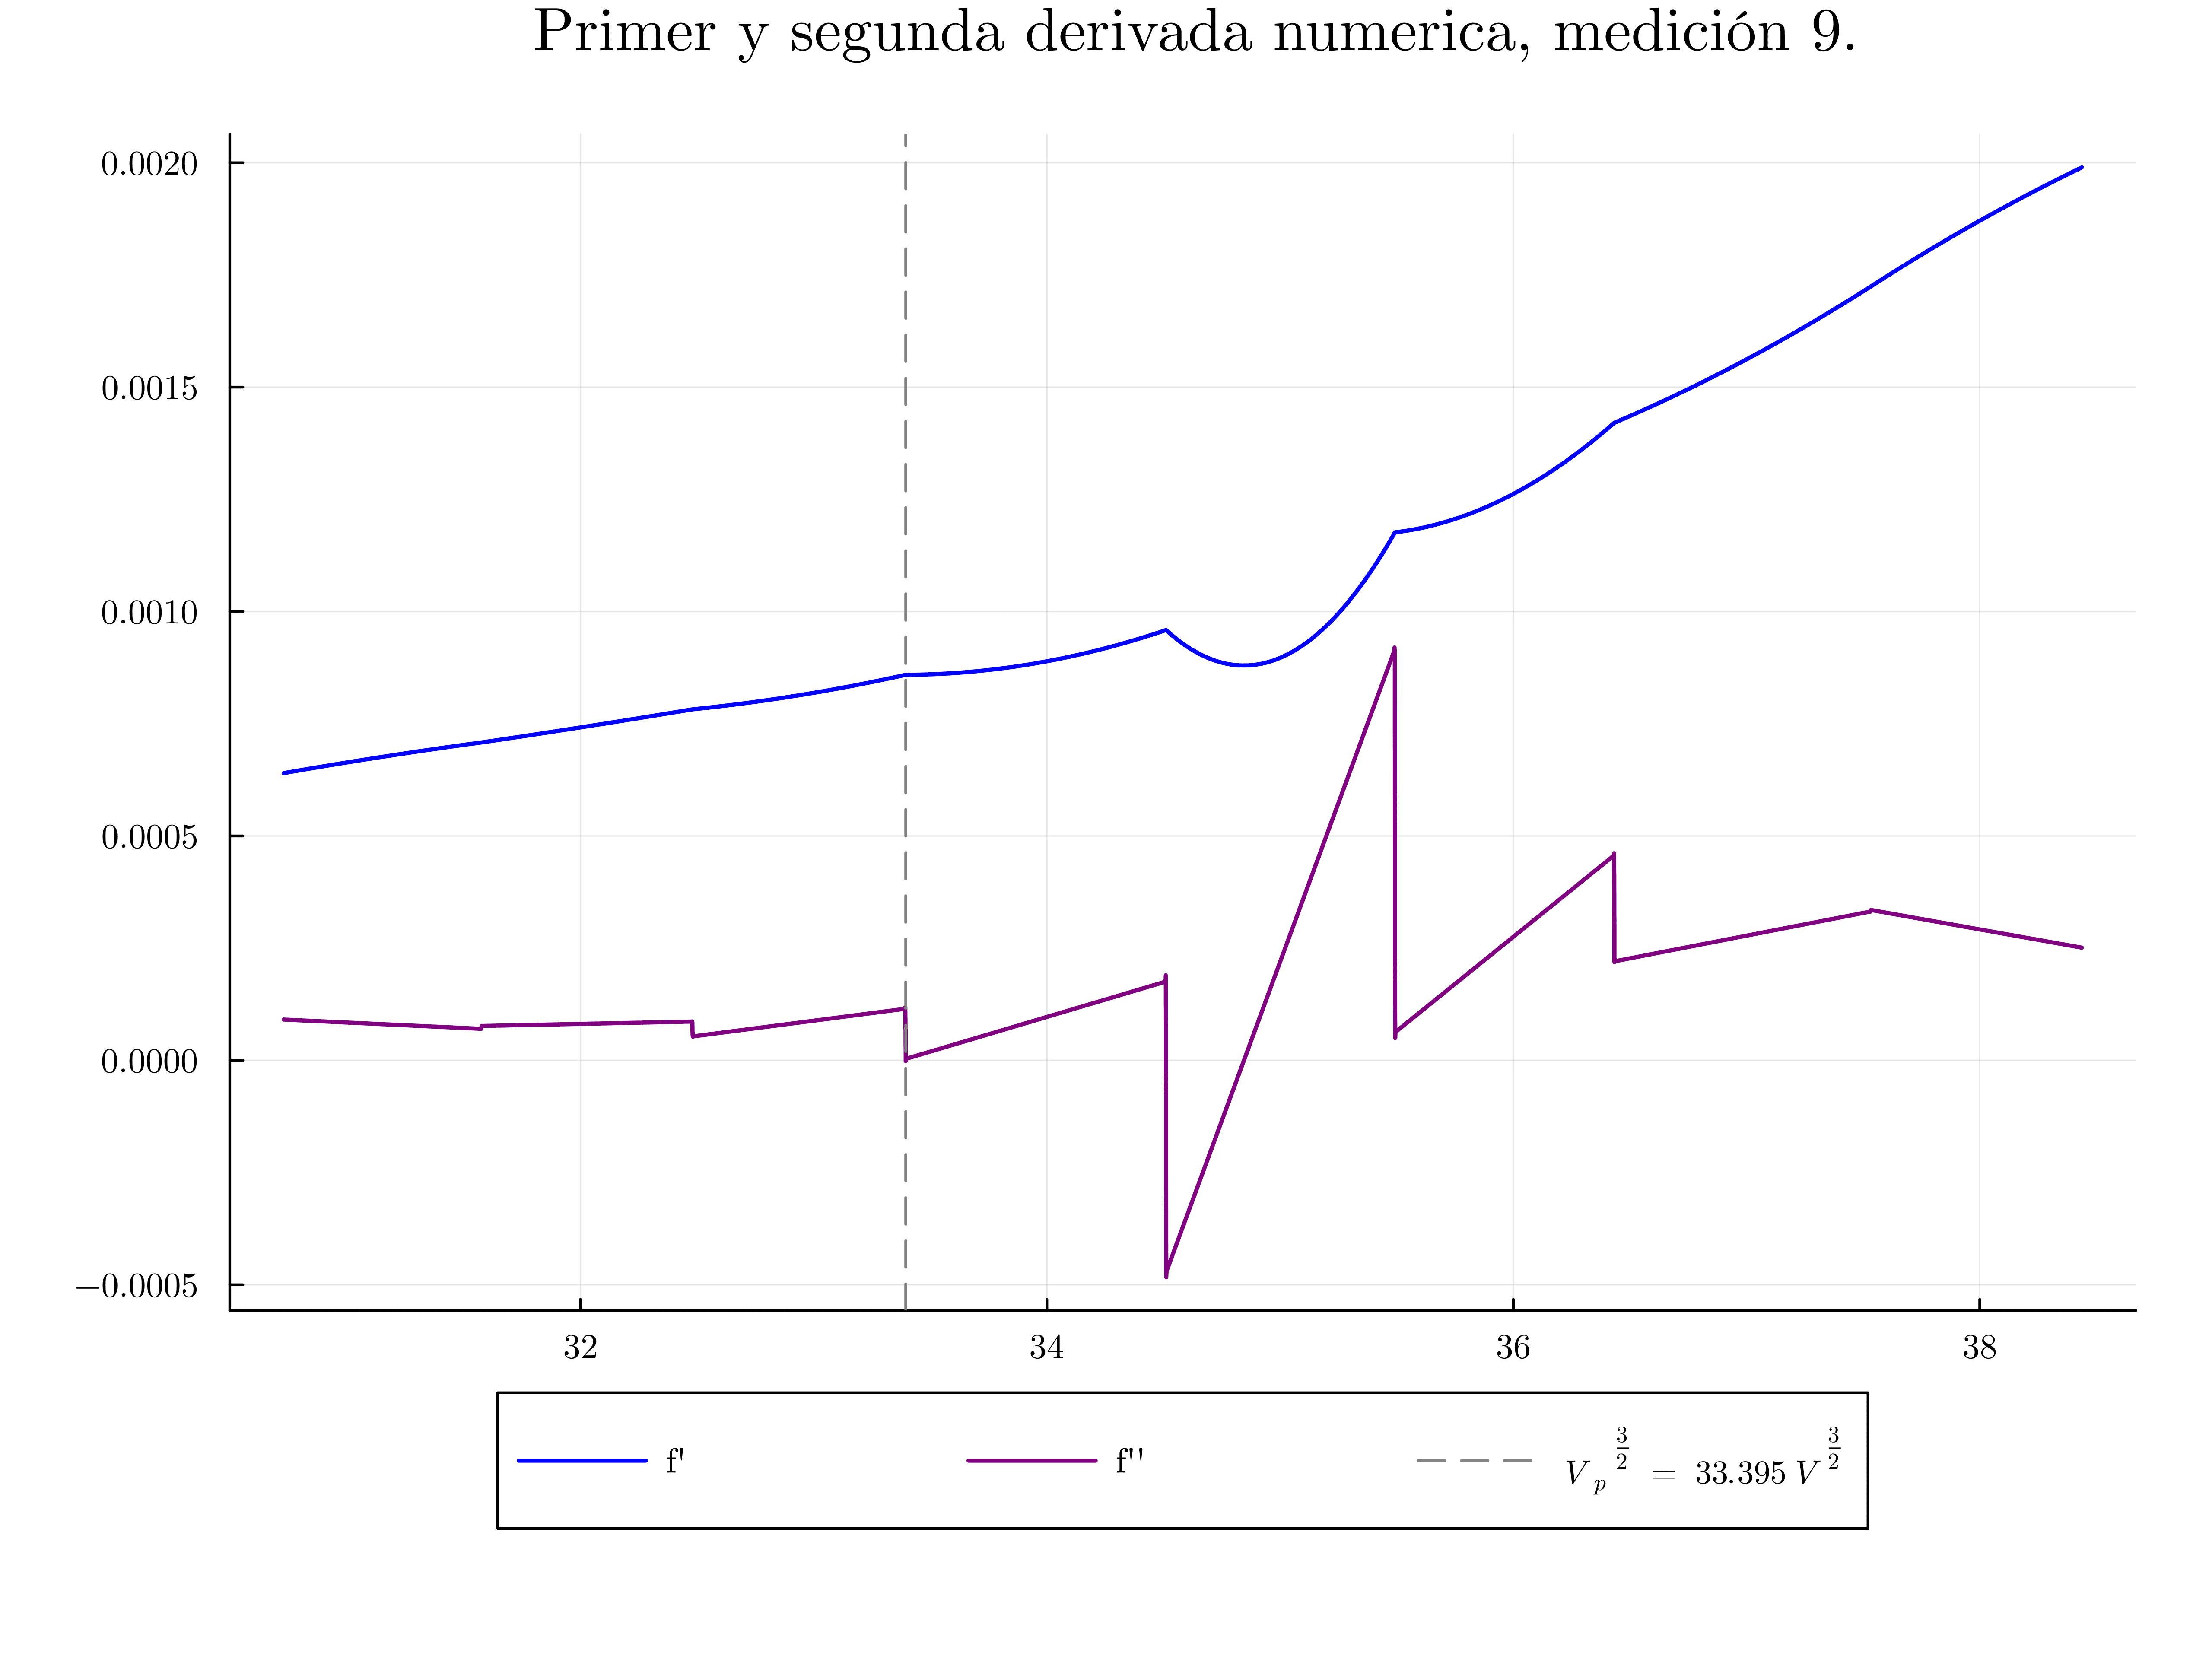 Primer y segunda derivada numerica, medición 9.
0.0020
0.0015
0.0010
0.0005
0.0000
−0.0005
32 34 36 38
f' f'' V_p^{3/2} = 33.395 V^{3/2}